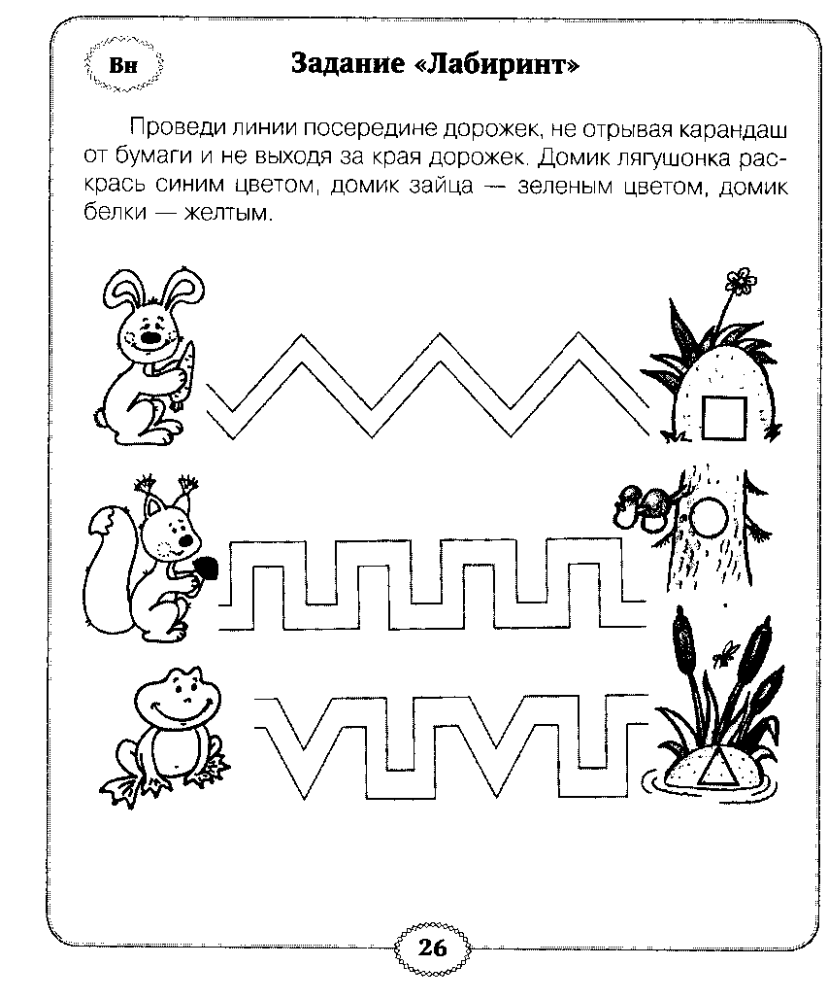 Вн
Задание «Лабиринт»
Проведи линии посередине дорожек, не отрывая карандаш
от бумаги и не выходя за края дорожек. Домик лягушонка рас-
крась синим цветом, домик зайца — зеленым цветом, домик
белки — желтым.
26